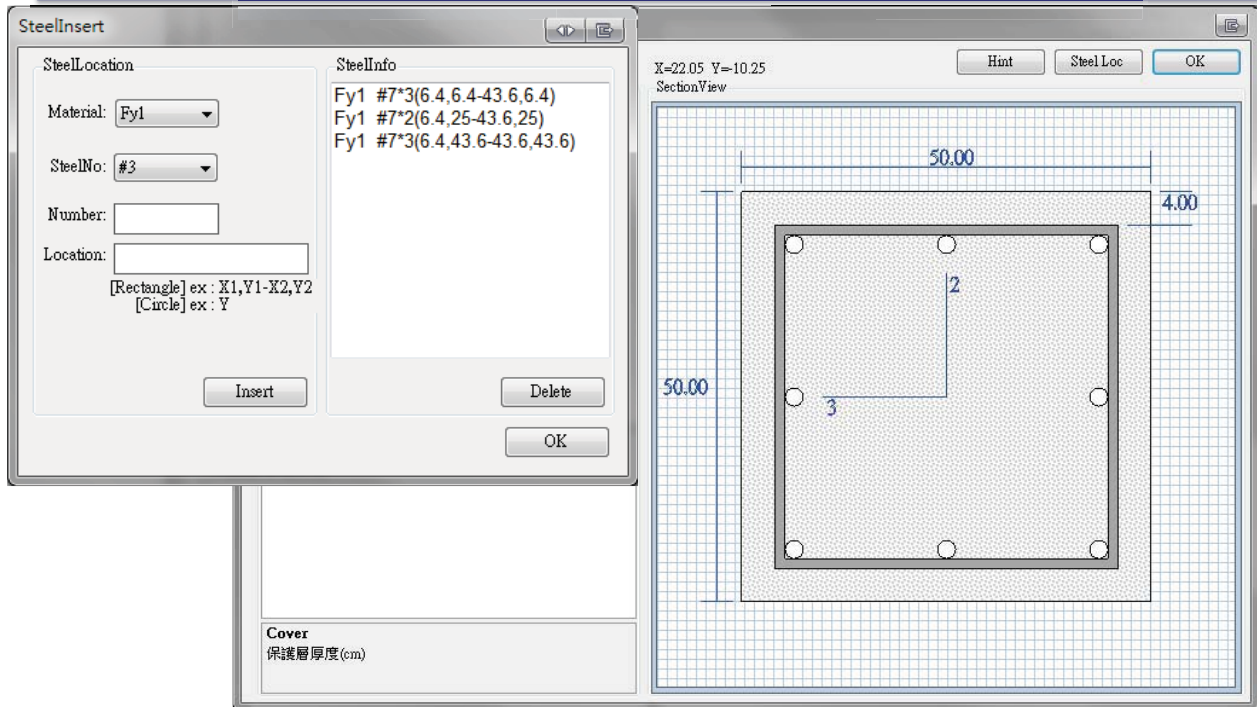 SteelInsert
SteelLocation
Material: Fy1
SteelNo: #3
Number:
Location:
[Rectangle] ex : X1,Y1-X2,Y2
[Circle] ex : Y
Insert
SteelInfo
Fy1 #7*3(6.4,6.4-43.6,6.4)
Fy1 #7*2(6.4,25-43.6,25)
Fy1 #7*3(6.4,43.6-43.6,43.6)
Delete
OK
X=22.05 Y=-10.25
Hint
Steel Loc
OK
SectionView
50.00
4.00
2
50.00
3
Cover
保護層厚度(cm)